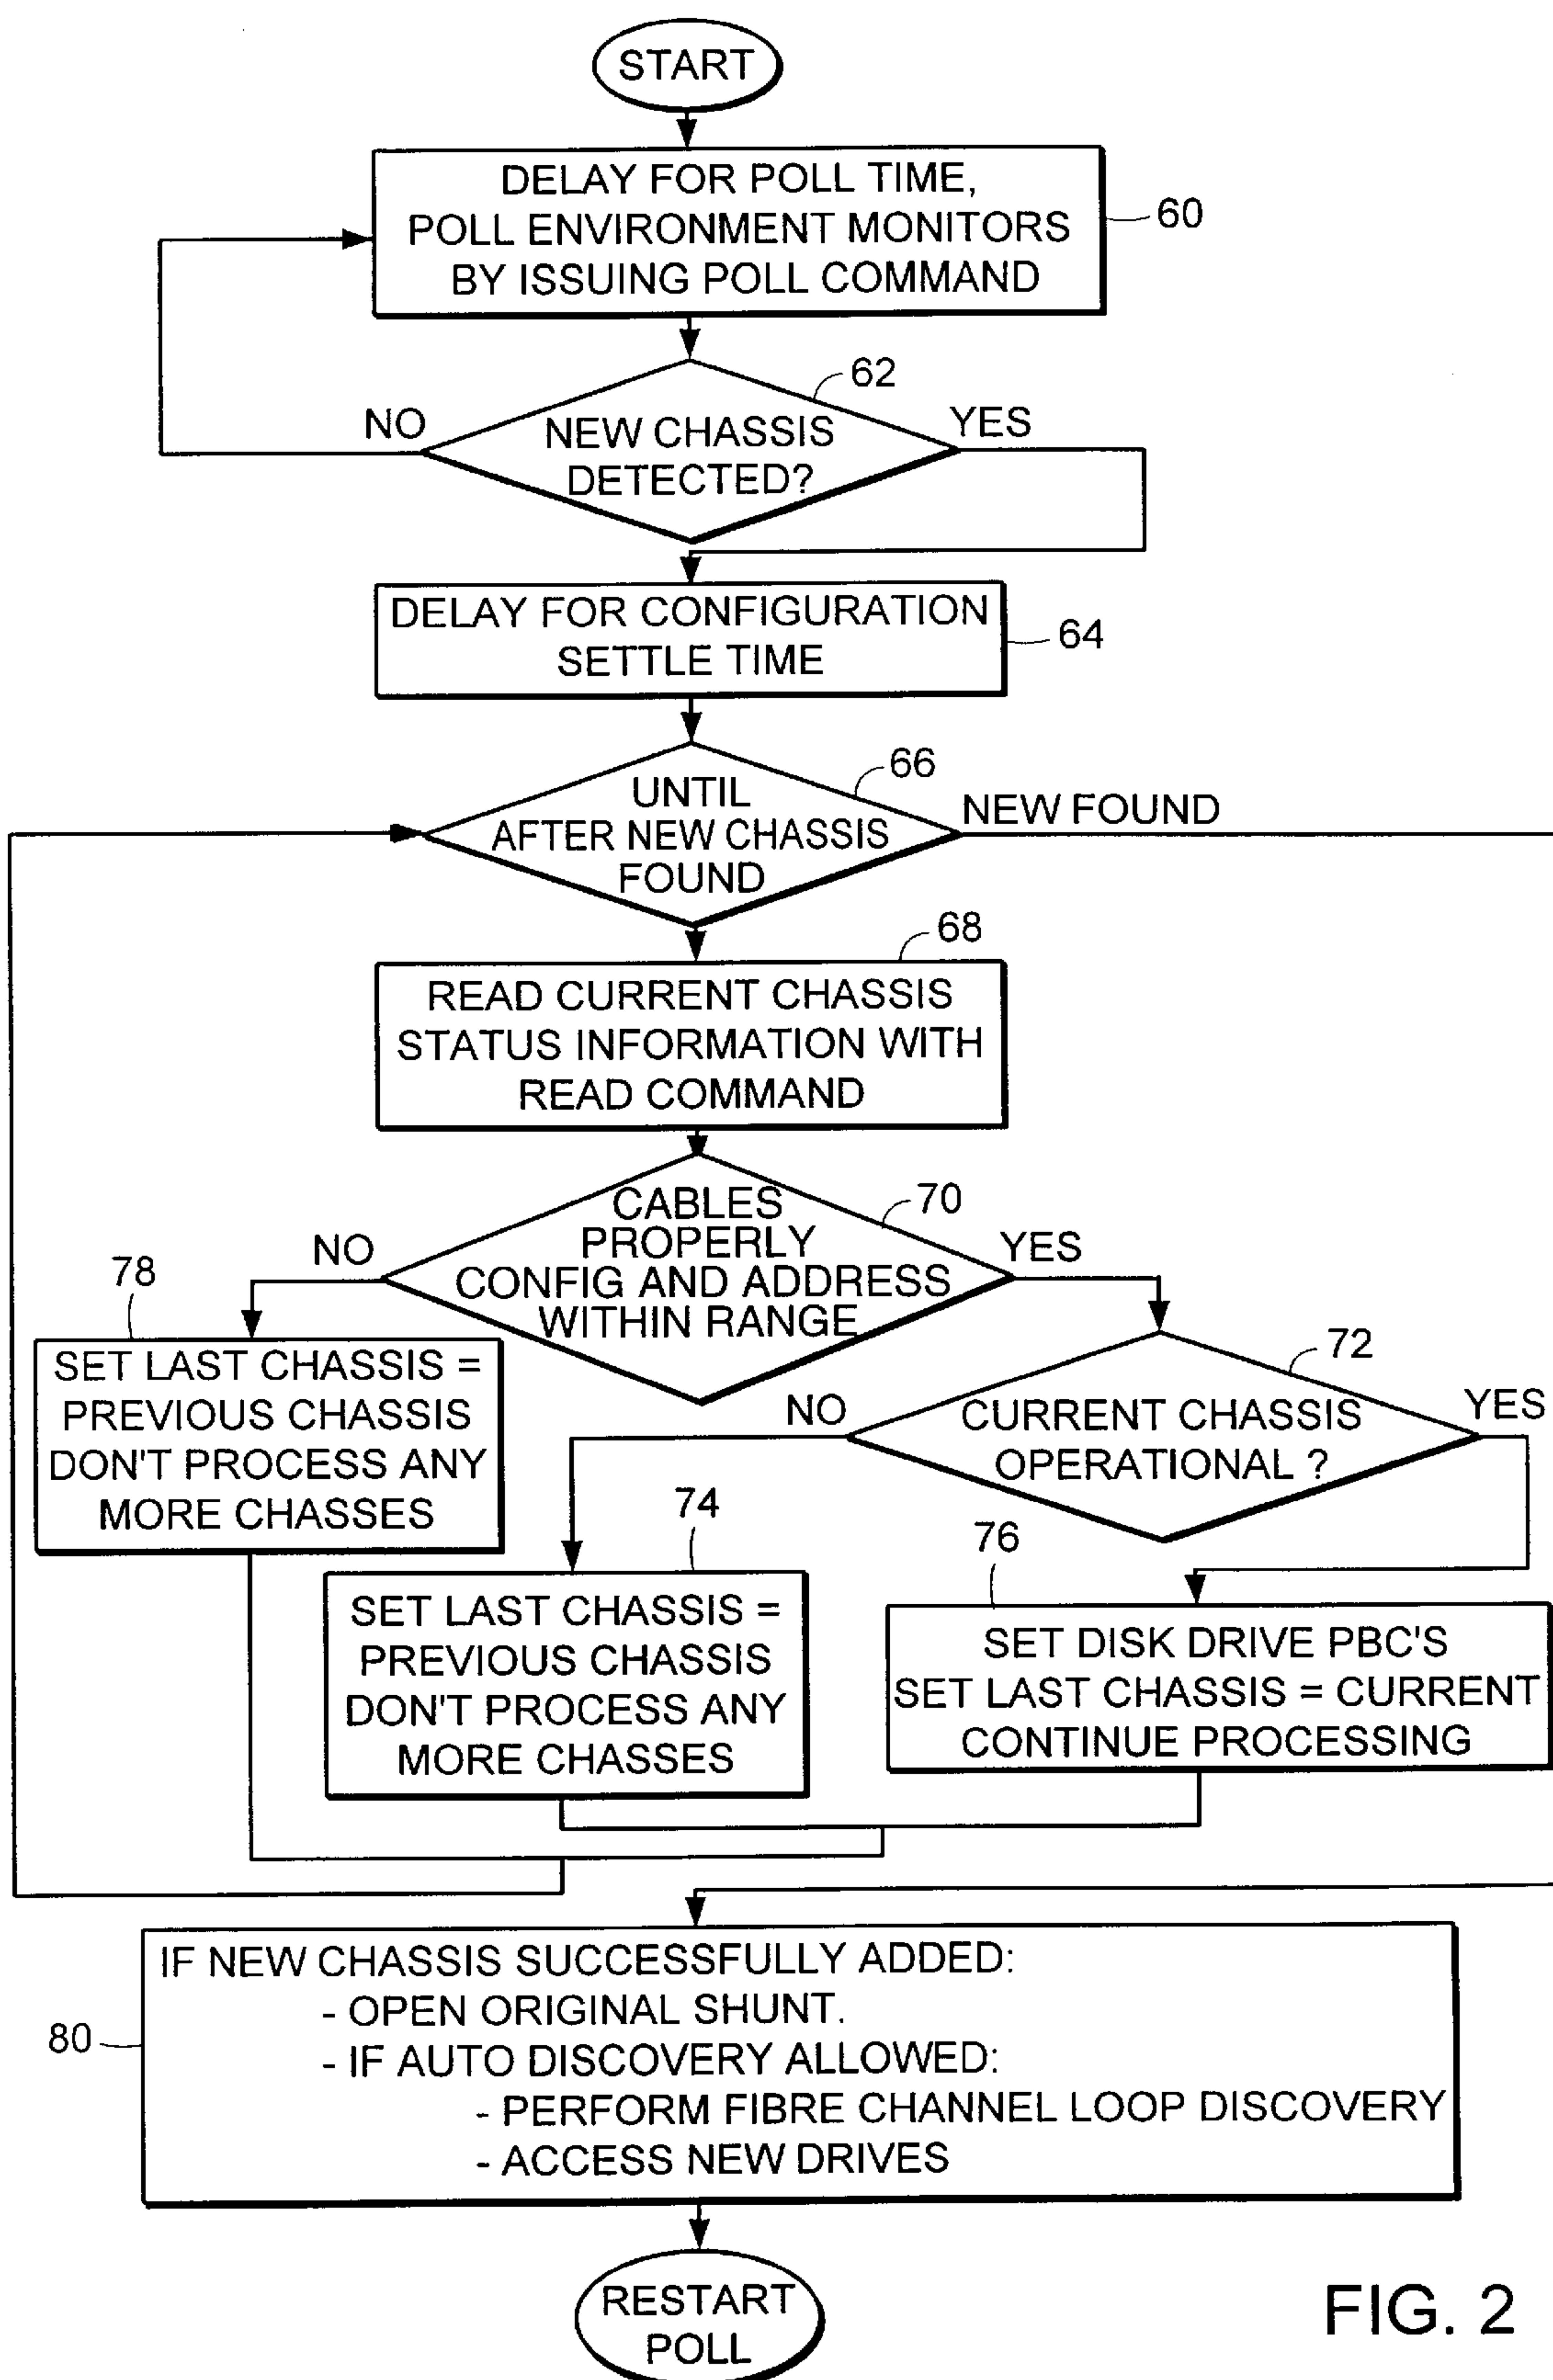 START
DELAY FOR POLL TIME,
POLL ENVIRONMENT MONITORS
BY ISSUING POLL COMMAND
60
62
NO
YES
NEW CHASSIS
DETECTED?
DELAY FOR CONFIGURATION
SETTLE TIME
64
66
UNTIL
AFTER NEW CHASSIS
FOUND
NEW FOUND
68
READ CURRENT CHASSIS
STATUS INFORMATION WITH
READ COMMAND
70
CABLES
PROPERLY
CONFIG AND ADDRESS
WITHIN RANGE
NO
YES
78
SET LAST CHASSIS =
PREVIOUS CHASSIS
DON'T PROCESS ANY
MORE CHASSES
72
NO
YES
CURRENT CHASSIS
OPERATIONAL ?
74
SET LAST CHASSIS =
PREVIOUS CHASSIS
DON'T PROCESS ANY
MORE CHASSES
76
SET DISK DRIVE PBC'S
SET LAST CHASSIS = CURRENT
CONTINUE PROCESSING
80
IF NEW CHASSIS SUCCESSFULLY ADDED:
- OPEN ORIGINAL SHUNT.
- IF AUTO DISCOVERY ALLOWED:
- PERFORM FIBRE CHANNEL LOOP DISCOVERY
- ACCESS NEW DRIVES
RESTART
POLL
FIG. 2